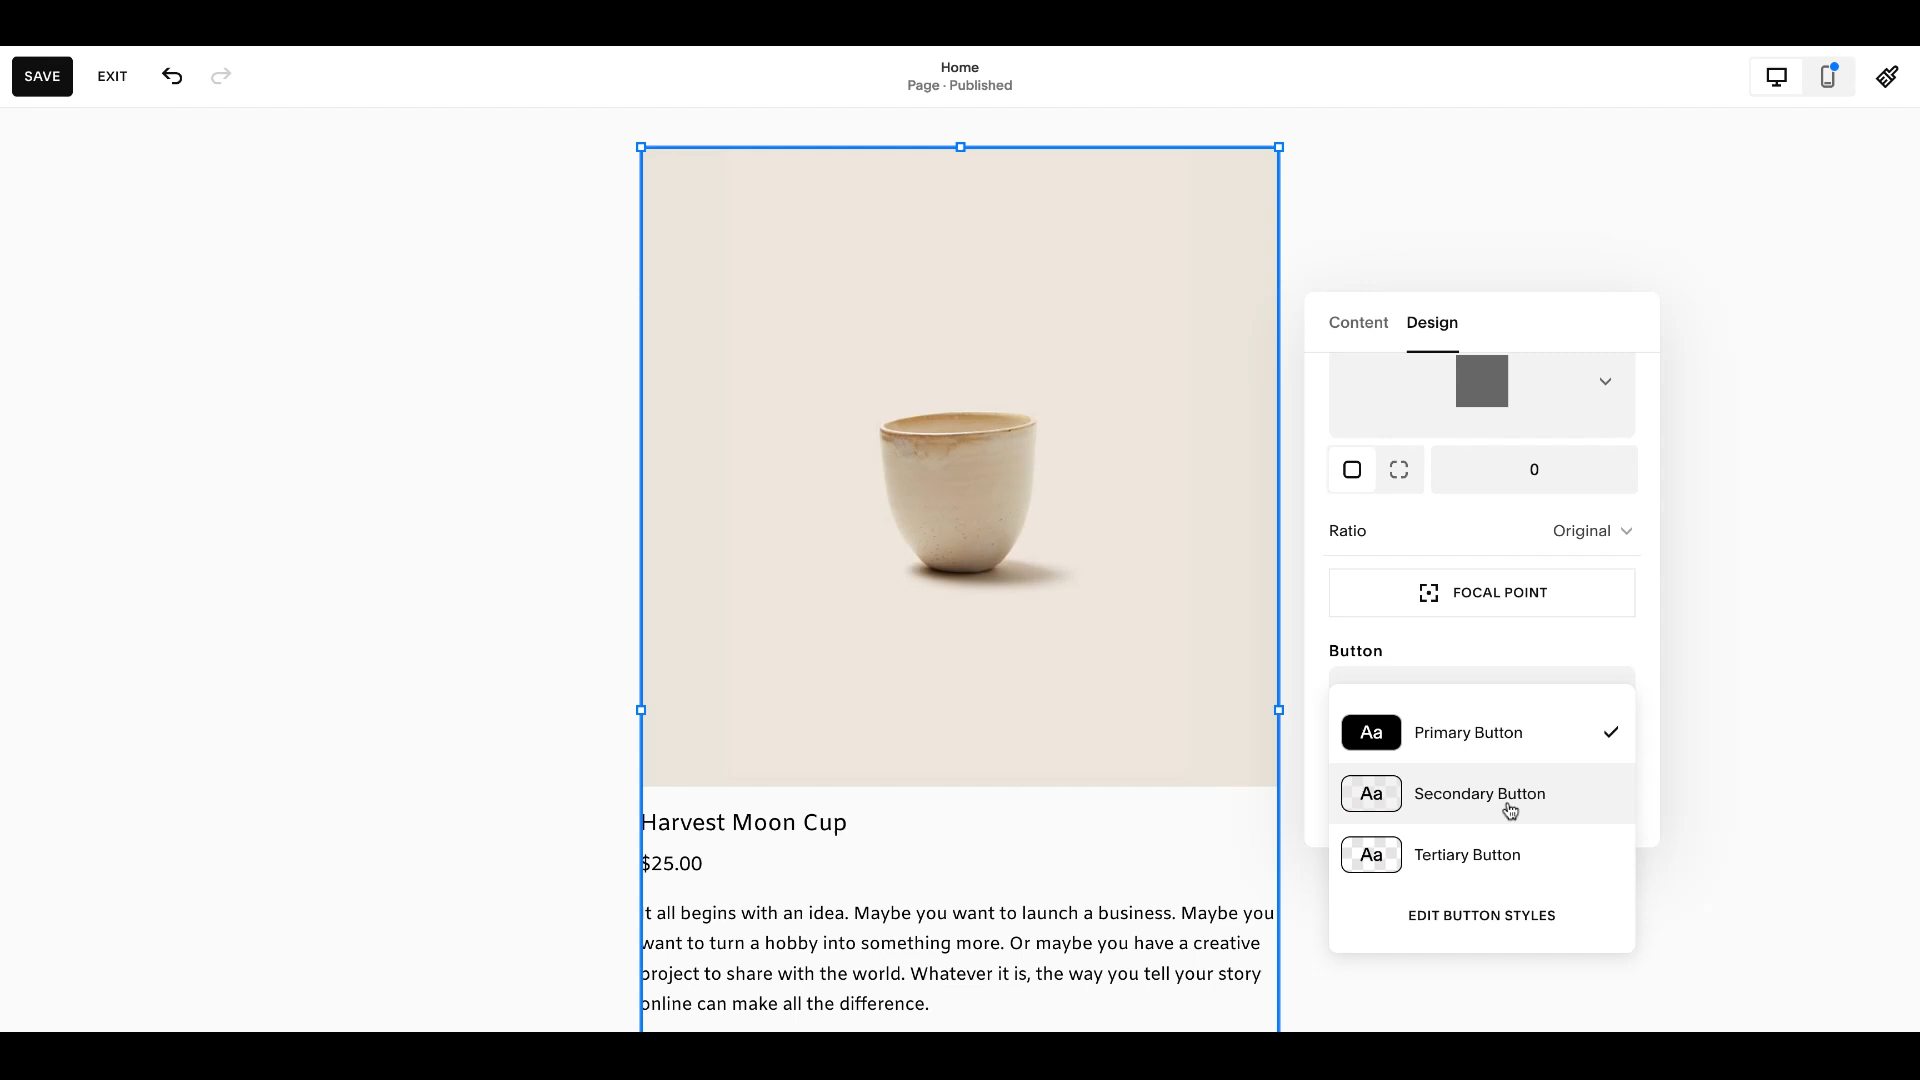 SAVE
EXIT
Home
Page · Published
Content
Design
0
Ratio
Original
FOCAL POINT
Button
Aa
Primary Button
Aa
Secondary Button
Aa
Tertiary Button
EDIT BUTTON STYLES
Harvest Moon Cup
$25.00
It all begins with an idea. Maybe you want to launch a business. Maybe you
want to turn a hobby into something more. Or maybe you have a creative
project to share with the world. Whatever it is, the way you tell your story
online can make all the difference.